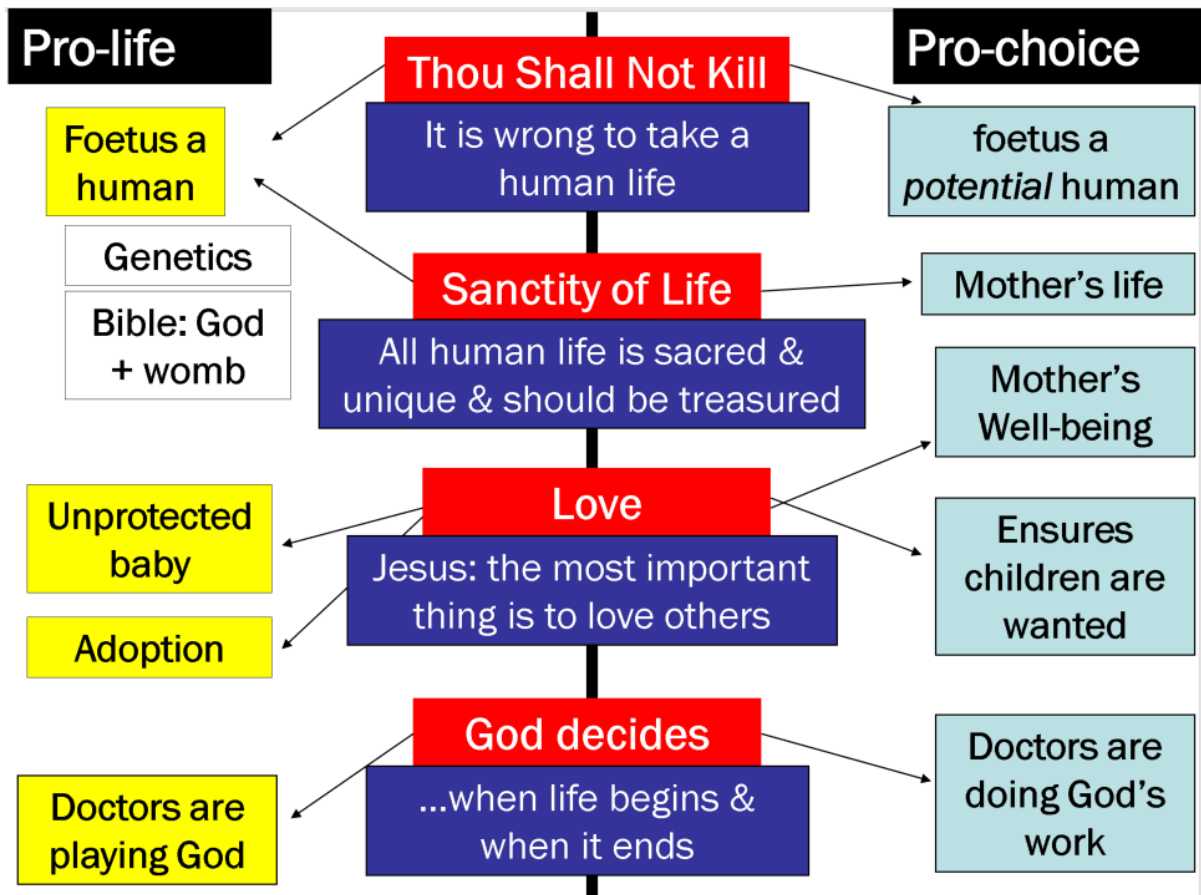 Pro-life
Thou Shall Not Kill
It is wrong to take a
human life
Pro-choice
Foetus a
human
foetus a
potential human
Genetics
Bible: God
+ womb
Sanctity of Life
All human life is sacred &
unique & should be treasured
Mother's life
Mother's
Well-being
Unprotected
baby
Adoption
Love
Jesus: the most important
thing is to love others
Ensures
children are
wanted
God decides
...when life begins &
when it ends
Doctors are
playing God
Doctors are
doing God's
work